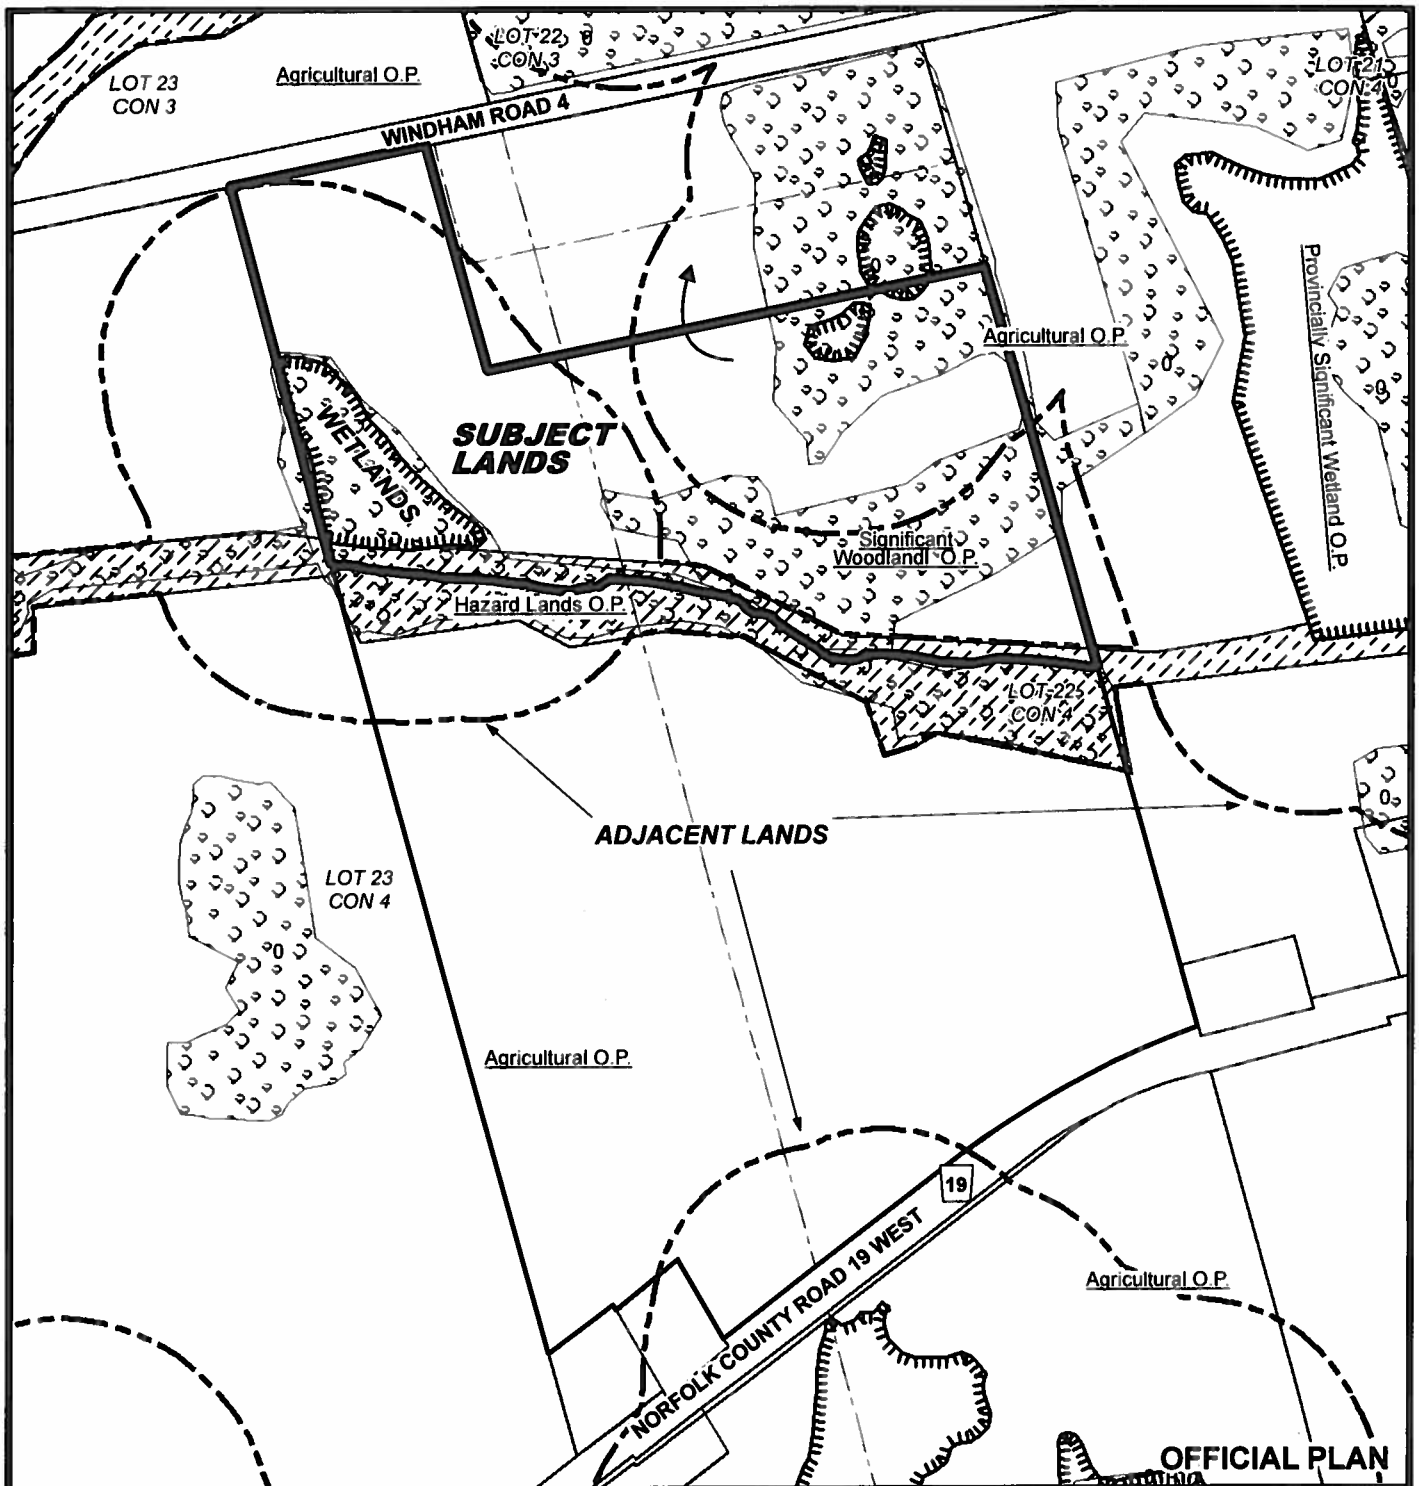 LOT 22
CON 3
LOT 23
CON 3
Agricultural O.P.
LOT 21
CON 4
WINDHAM ROAD 4
Provincially Significant Wetland O.P.
Agricultural O.P.
WETLANDS
SUBJECT
LANDS
Significant
Woodland O.P.
Hazard Lands O.P.
LOT 22
CON 4
ADJACENT LANDS
LOT 23
CON 4
Agricultural O.P.
19
NORFOLK COUNTY ROAD 19 WEST
Agricultural O.P.
OFFICIAL PLAN